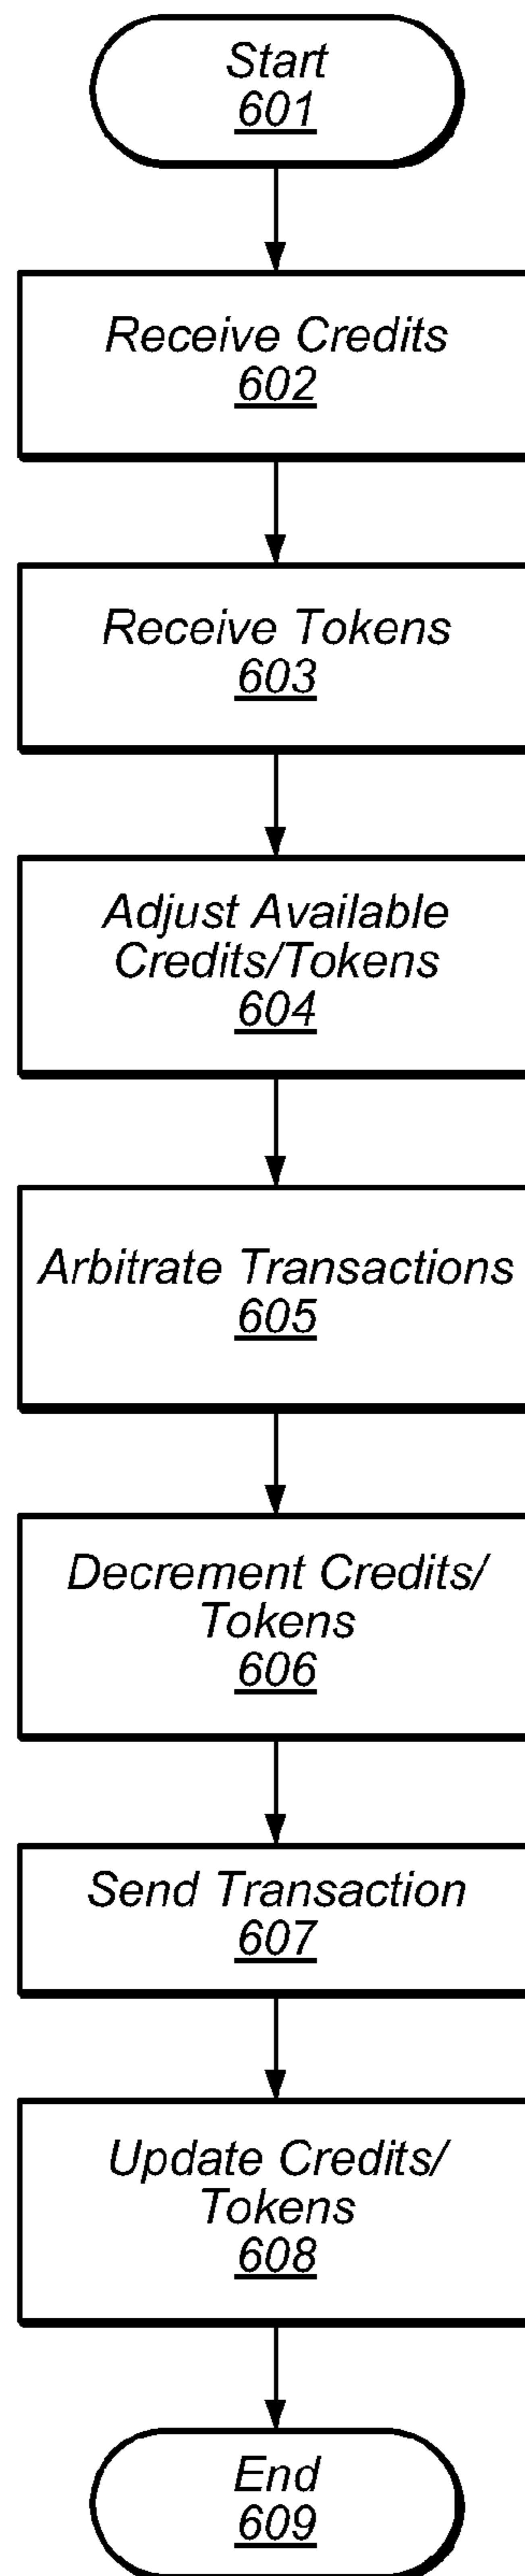 Start
601
Receive Credits
602
Receive Tokens
603
Adjust Available
Credits/Tokens
604
Arbitrate Transactions
605
Decrement Credits/
Tokens
606
Send Transaction
607
Update Credits/
Tokens
608
End
609